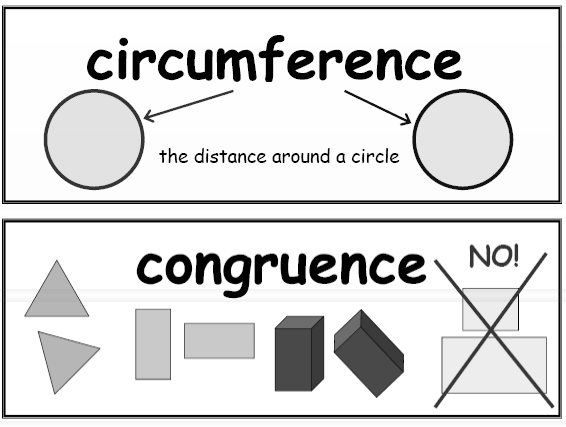 circumference
the distance around a circle
congruence
NO!